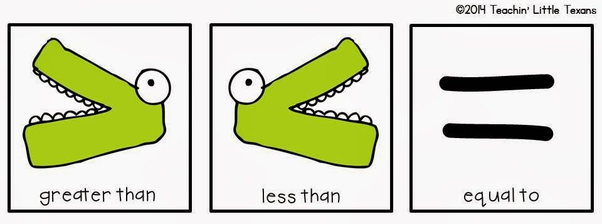 ©2014 Teachin' Little Texans
greater than
less than
equal to